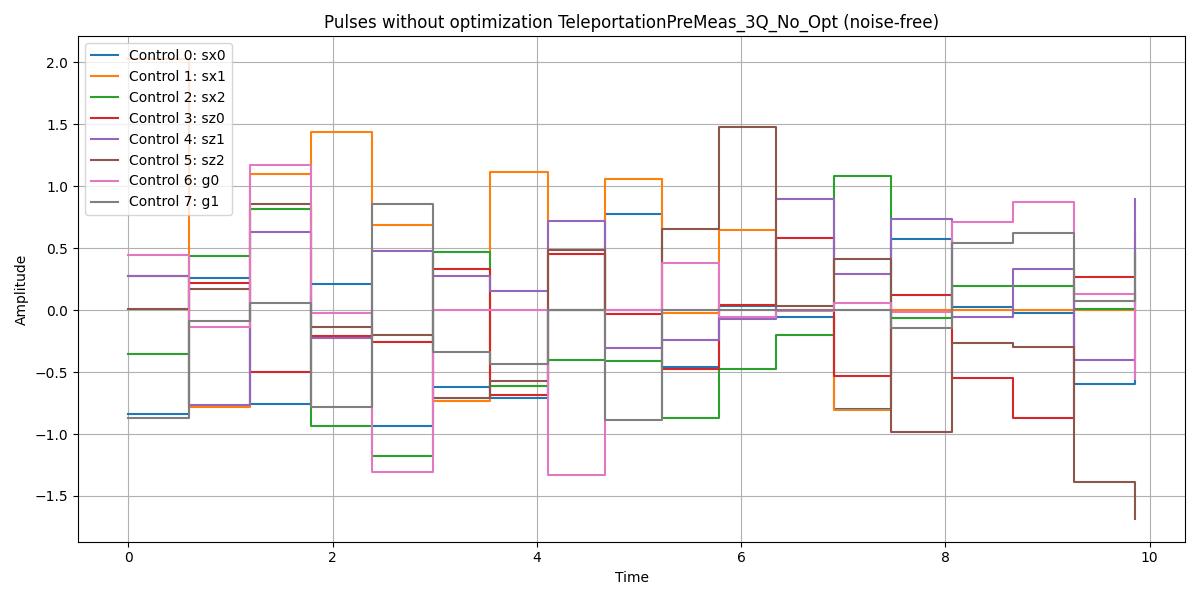 Pulses without optimization TeleportationPreMeas_3Q_No_Opt (noise-free)
Control 0: sx0
Control 1: sx1
Control 2: sx2
Control 3: sz0
Control 4: sz1
Control 5: sz2
Control 6: g0
Control 7: g1
2.0
1.5
1.0
0.5
0.0
−0.5
−1.0
−1.5
Amplitude
0 2 4 6 8 10
Time